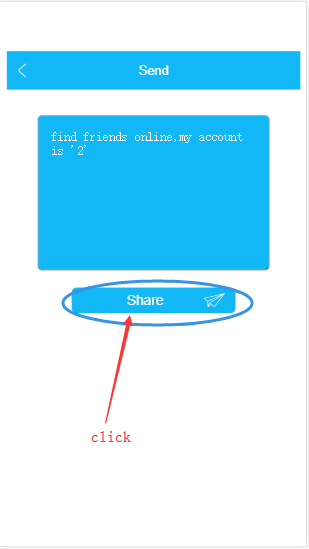 Send
find friends online,my account
is '2'
Share
click